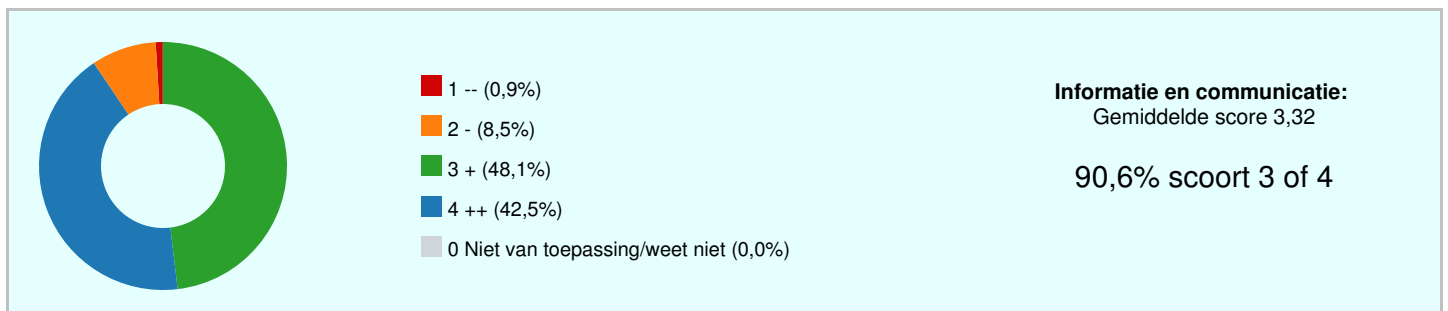 1 -- (0,9%)
2 - (8,5%)
3 + (48,1%)
4 ++ (42,5%)
0 Niet van toepassing/weet niet (0,0%)
Informatie en communicatie:
Gemiddelde score 3,32
90,6% scoort 3 of 4